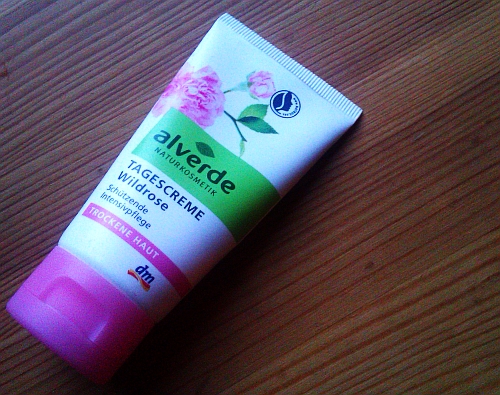 alverde
NATURKOSMETIK
TAGESCREME
Wildrose
Schützende
Intensivpflege
TROCKENE HAUT
dm